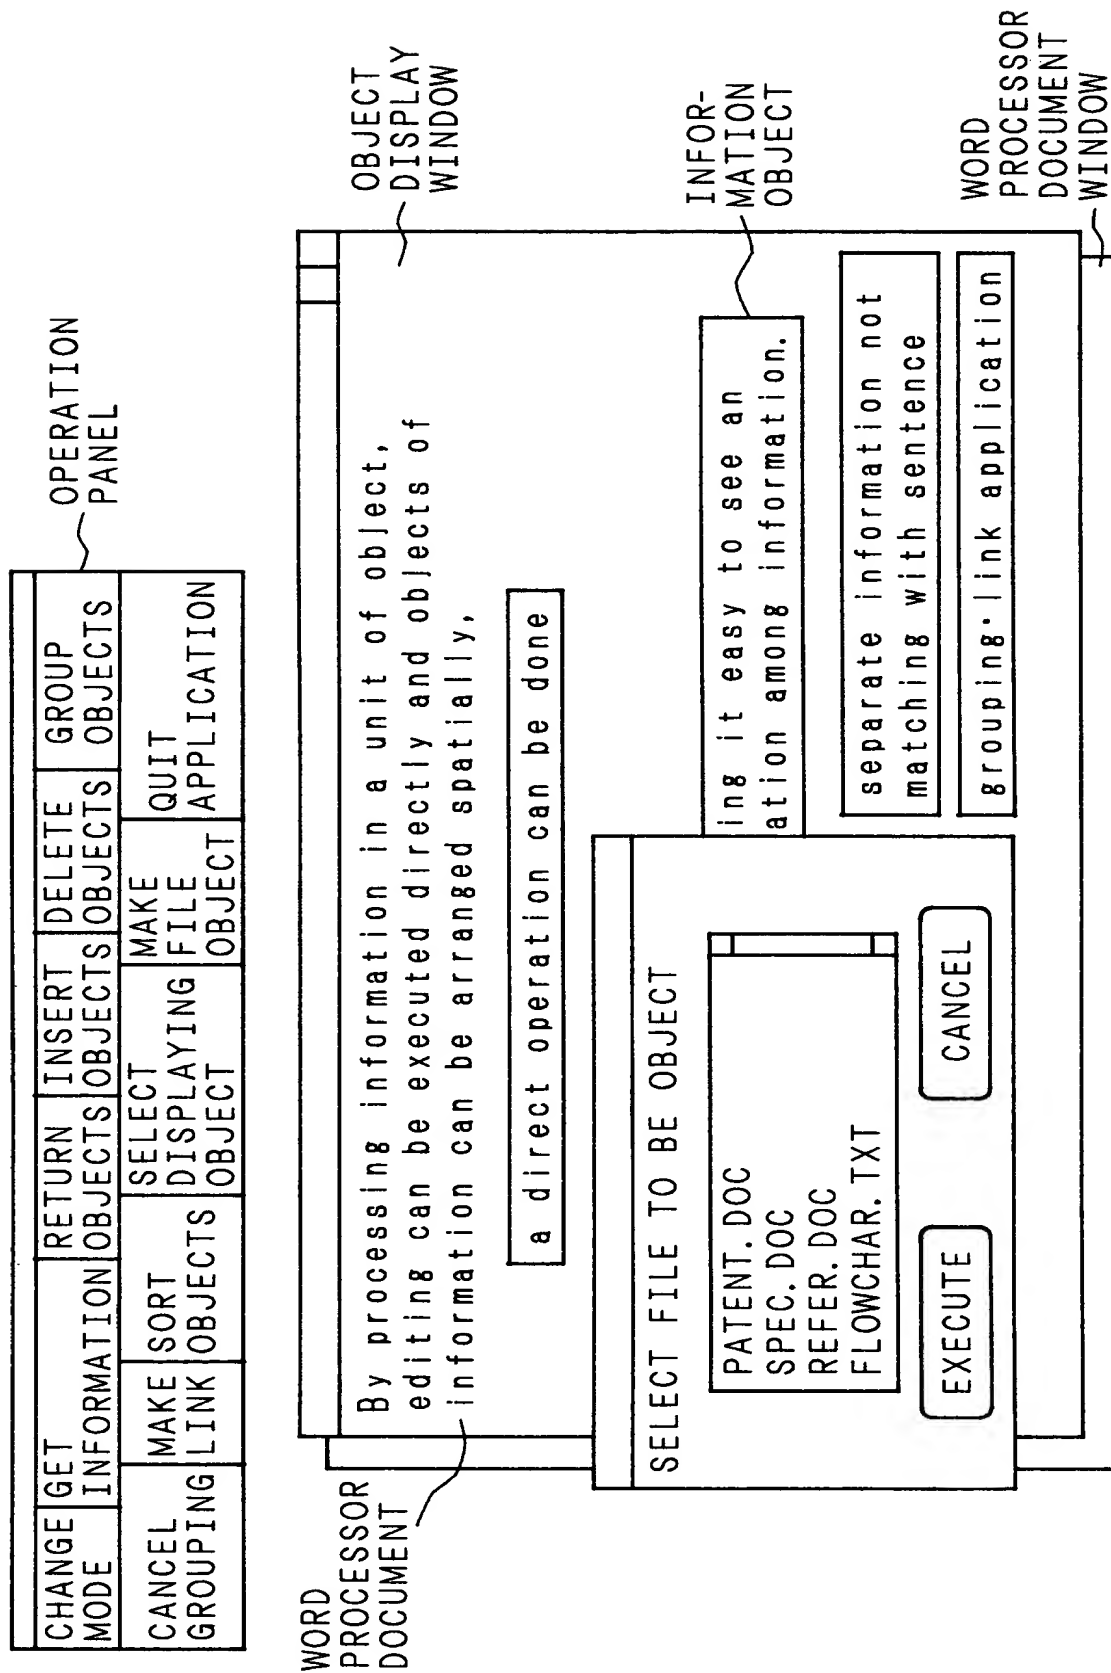 CHANGE
MODE
GET
INFORMATION
RETURN
OBJECTS
INSERT
OBJECTS
DELETE
OBJECTS
GROUP
OBJECTS
CANCEL
GROUPING
MAKE
LINK
SORT
OBJECTS
SELECT
DISPLAYING
OBJECT
MAKE
FILE
OBJECT
QUIT
APPLICATION
OPERATION
PANEL
WORD
PROCESSOR
DOCUMENT
OBJECT
DISPLAY
WINDOW
By processing information in a unit of object,
editing can be executed directly and objects of
information can be arranged spatially,
a direct operation can be done
ing it easy to see an
ation among information.
INFOR-
MATION
OBJECT
separate information not
matching with sentence
grouping·link application
SELECT FILE TO BE OBJECT
PATENT.DOC
SPEC.DOC
REFER.DOC
FLOWCHAR.TXT
EXECUTE
CANCEL
WORD
PROCESSOR
DOCUMENT
WINDOW